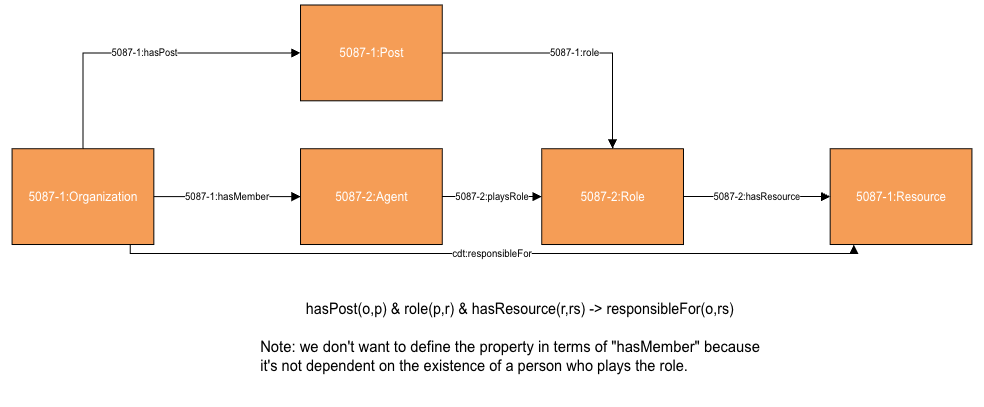 5087-1:hasPost
5087-1:Post
5087-1:role
5087-1:Organization
5087-1:hasMember
5087-2:Agent
5087-2:playsRole
5087-2:Role
5087-2:hasResource
5087-1:Resource
cdt:responsibleFor
hasPost(o,p) & role(p,r) & hasResource(r,rs) -> responsibleFor(o,rs)
Note: we don't want to define the property in terms of "hasMember" because
it's not dependent on the existence of a person who plays the role.